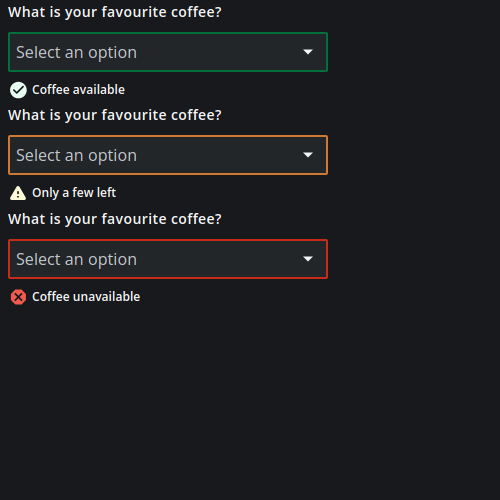 What is your favourite coffee?
Select an option
Coffee available
What is your favourite coffee?
Select an option
Only a few left
What is your favourite coffee?
Select an option
Coffee unavailable